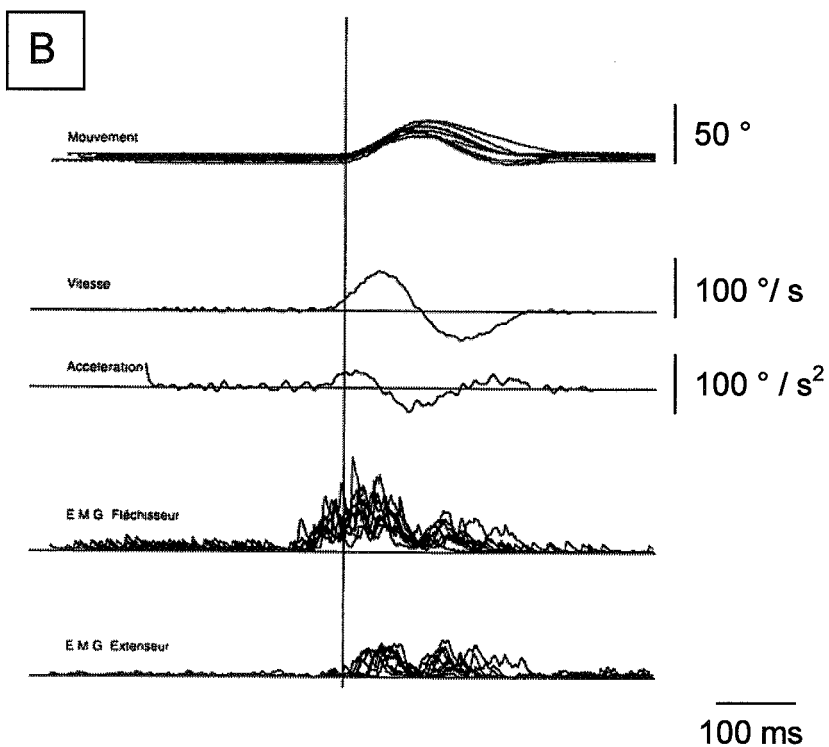 B
Mouvement
50 °
Vitesse
100 °/ s
Acceleration
100 ° / s²
E M G Fléchisseur
E M G Extenseur
100 ms